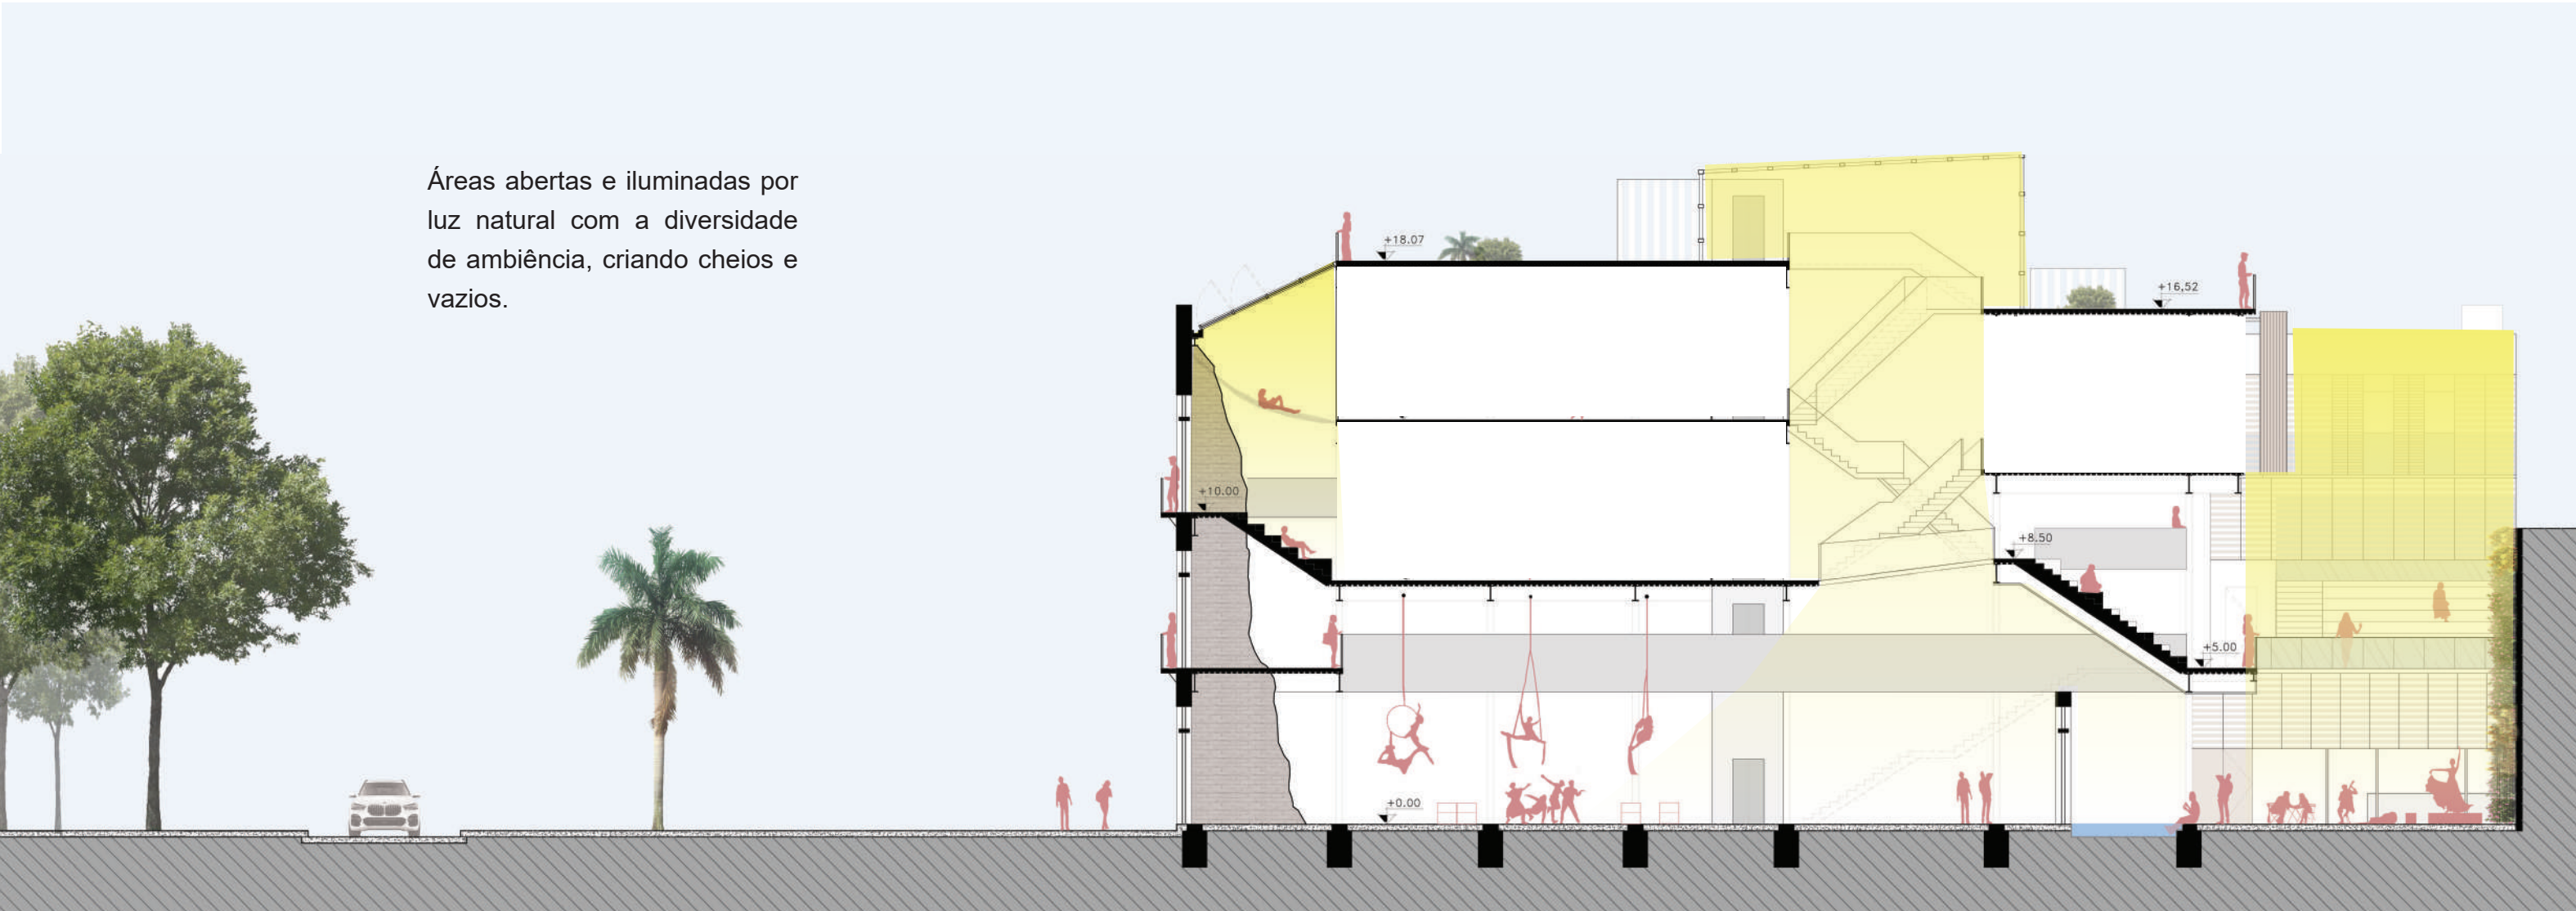 Áreas abertas e iluminadas por
luz natural com a diversidade
de ambiência, criando cheios e
vazios.
+18.07
+16,52
+10.00
+8.50
+5.00
+0.00